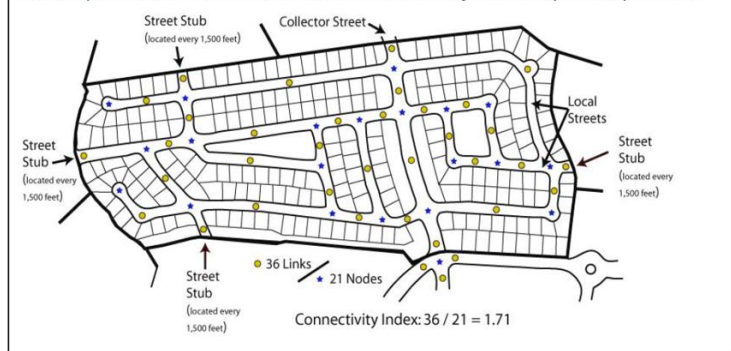 Street Stub
(located every 1,500 feet)
Collector Street
Local
Streets
Street
Stub
(located every
1,500 feet)
Street
Stub
(located every
1,500 feet)
Street
Stub
(located every
1,500 feet)
36 Links
21 Nodes
Connectivity Index: 36 / 21 = 1.71